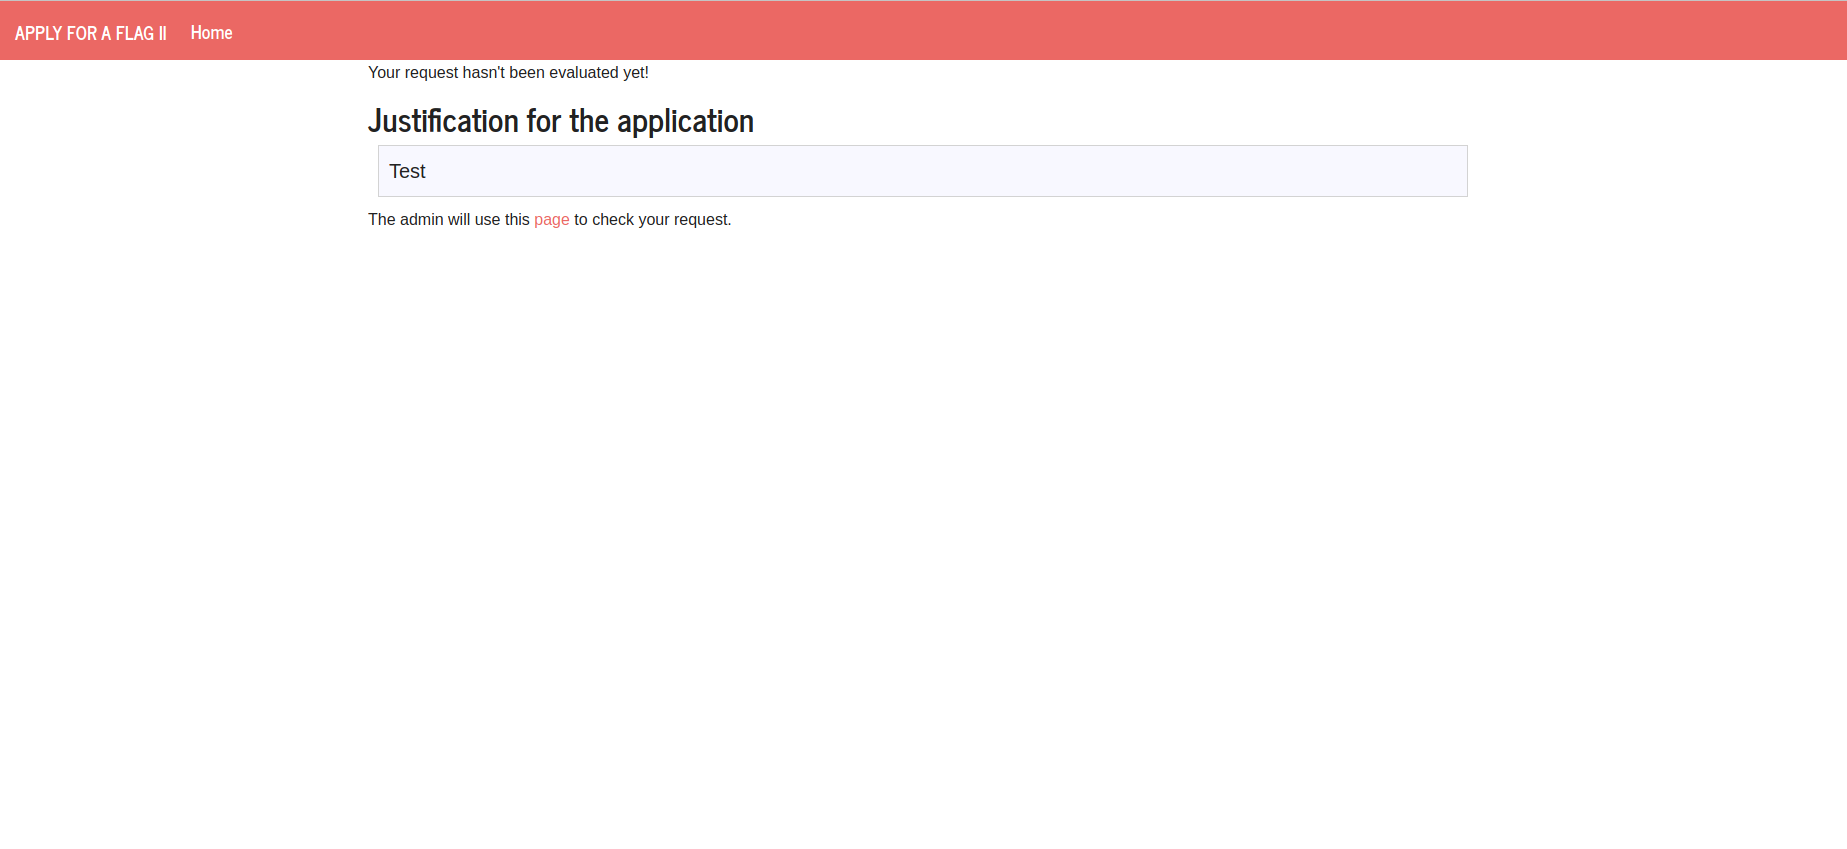 APPLY FOR A FLAG II Home
Your request hasn't been evaluated yet!
Justification for the application
Test
The admin will use this page to check your request.